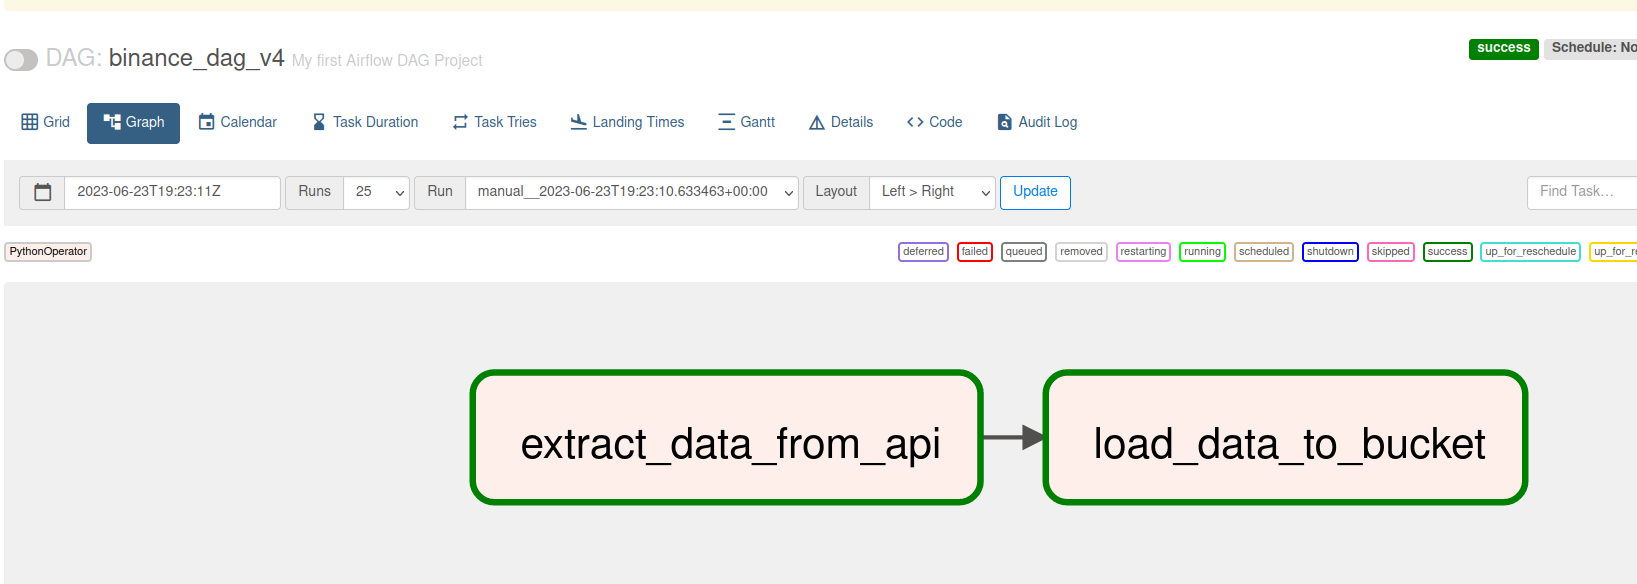 DAG: binance_dag_v4 My first Airflow DAG Project
success Schedule: No
Grid Graph Calendar Task Duration Task Tries Landing Times Gantt Details Code Audit Log
2023-06-23T19:23:11Z Runs 25 Run manual__2023-06-23T19:23:10.633463+00:00 Layout Left > Right Update Find Task...
PythonOperator deferred failed queued removed restarting running scheduled shutdown skipped success up_for_reschedule
extract_data_from_api load_data_to_bucket